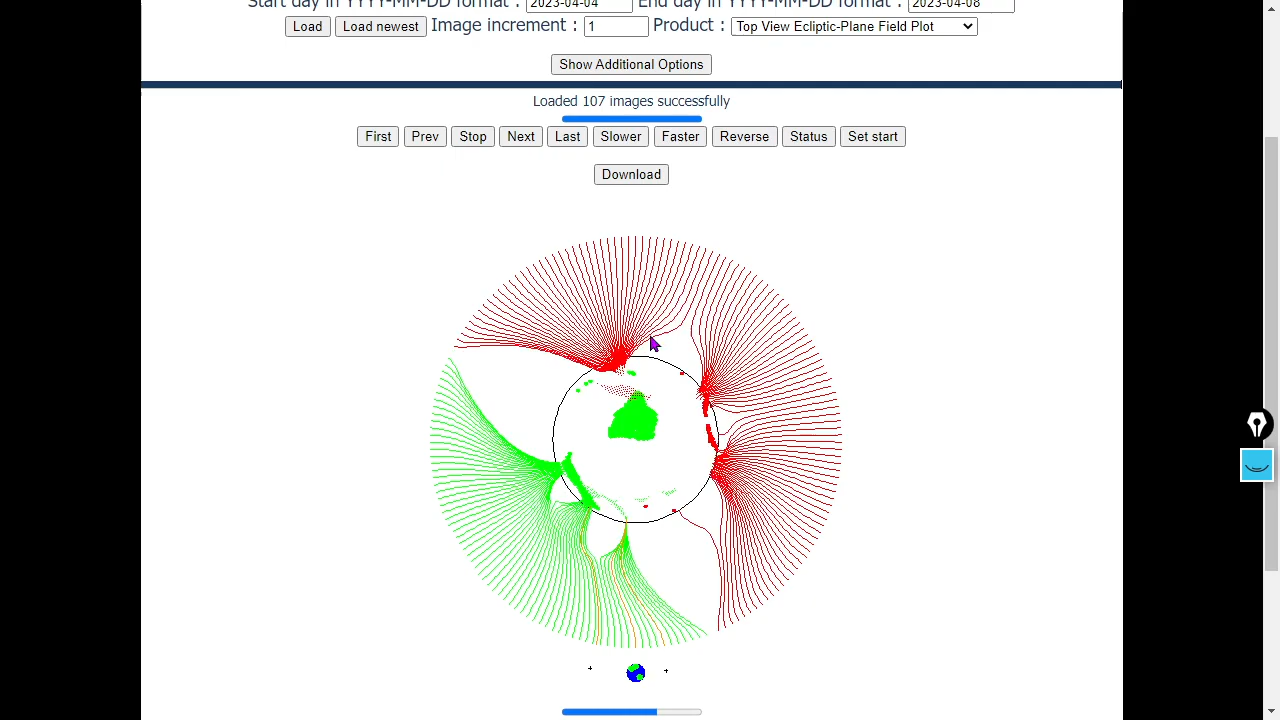 Start day in YYYY-MM-DD format : 2023-04-04 End day in YYYY-MM-DD format : 2023-04-08
Load Load newest Image increment : 1 Product : Top View Ecliptic-Plane Field Plot
Show Additional Options
Loaded 107 images successfully
First Prev Stop Next Last Slower Faster Reverse Status Set start
Download